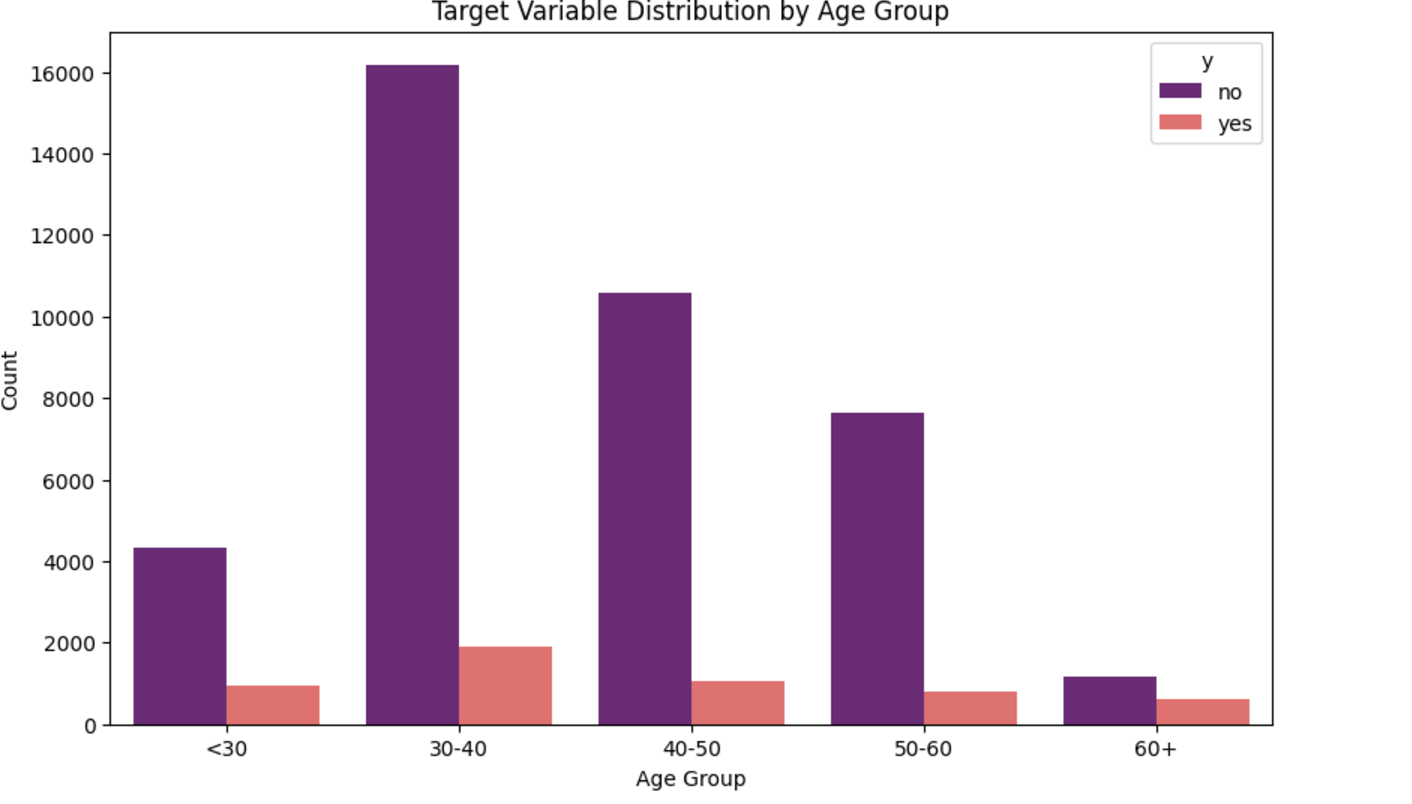 Target Variable Distribution by Age Group
y
no
yes
16000
14000
12000
10000
8000
6000
4000
2000
0
Count
<30 30-40 40-50 50-60 60+
Age Group